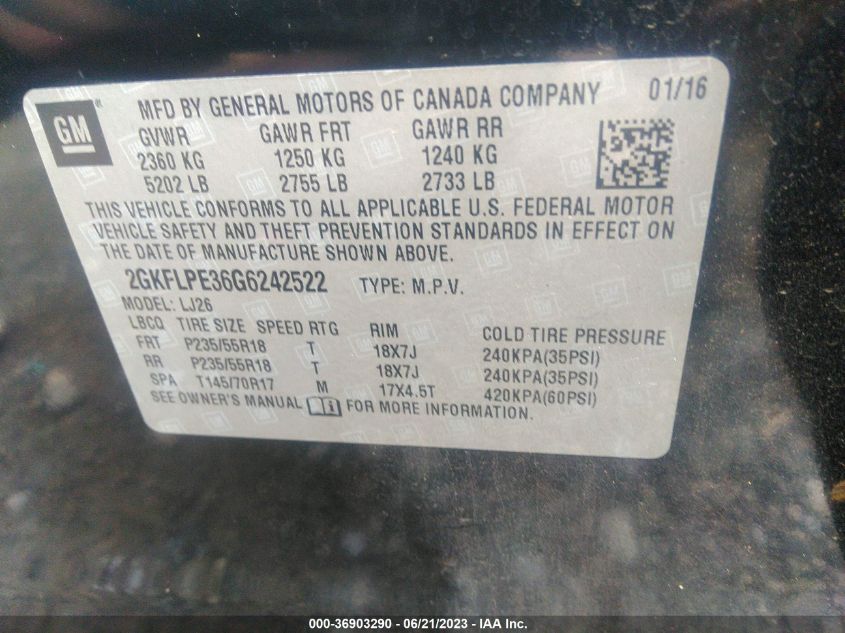 GM
MFD BY GENERAL MOTORS OF CANADA COMPANY 01/16
GVWR GAWR FRT GAWR RR
2360 KG 1250 KG 1240 KG
5202 LB 2755 LB 2733 LB
THIS VEHICLE CONFORMS TO ALL APPLICABLE U.S. FEDERAL MOTOR
VEHICLE SAFETY AND THEFT PREVENTION STANDARDS IN EFFECT ON
THE DATE OF MANUFACTURE SHOWN ABOVE.
2GKFLPE36G6242522 TYPE: M.P.V.
MODEL: LJ26
LBCQ TIRE SIZE SPEED RTG RIM COLD TIRE PRESSURE
FRT P235/55R18 T 18X7J 240KPA(35PSI)
RR P235/55R18 T 18X7J 240KPA(35PSI)
SPA T145/70R17 M 17X4.5T 420KPA(60PSI)
SEE OWNER'S MANUAL FOR MORE INFORMATION.
000-36903290 - 06/21/2023 - IAA Inc.